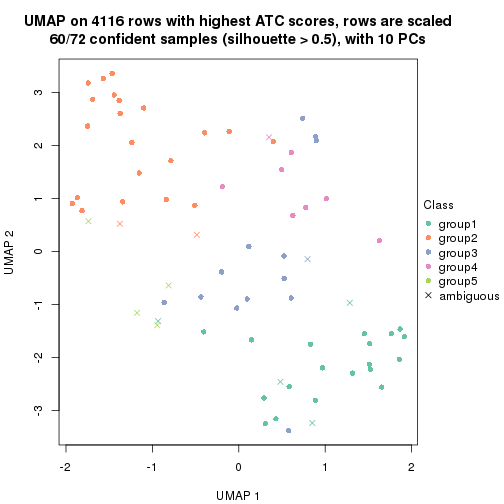 UMAP on 4116 rows with highest ATC scores, rows are scaled
60/72 confident samples (silhouette > 0.5), with 10 PCs
UMAP 2
3
2
1
0
-1
-2
-3
-2
-1
0
1
2
UMAP 1
Class
group1
group2
group3
group4
group5
ambiguous